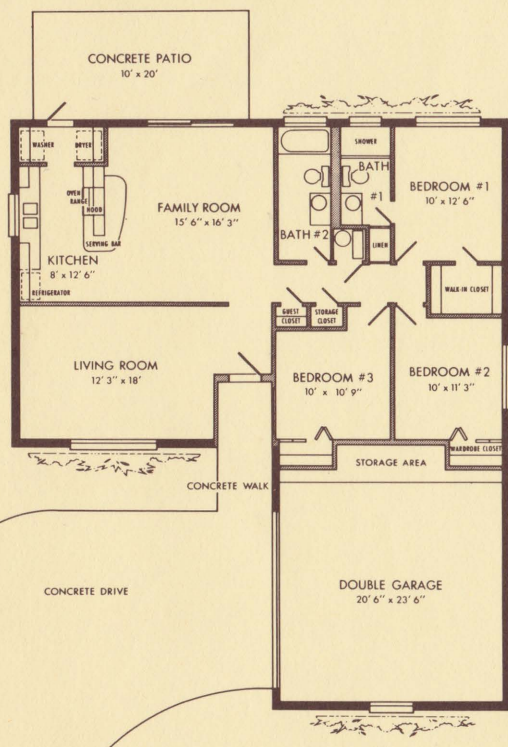 CONCRETE PATIO
10' x 20'
WASHER
DRYER
SHOWER
BATH
#1
BEDROOM #1
10' x 12' 6"
OVEN
RANGE
HOOD
FAMILY ROOM
15' 6" x 16' 3"
SERVING BAR
BATH #2
LINEN
KITCHEN
8' x 12' 6"
REFRIGERATOR
WALK-IN CLOSET
GUEST
CLOSET
STORAGE
CLOSET
LIVING ROOM
12' 3" x 18'
BEDROOM #3
10' x 10' 9"
BEDROOM #2
10' x 11' 3"
WARDROBE CLOSET
STORAGE AREA
CONCRETE WALK
CONCRETE DRIVE
DOUBLE GARAGE
20' 6" x 23' 6"